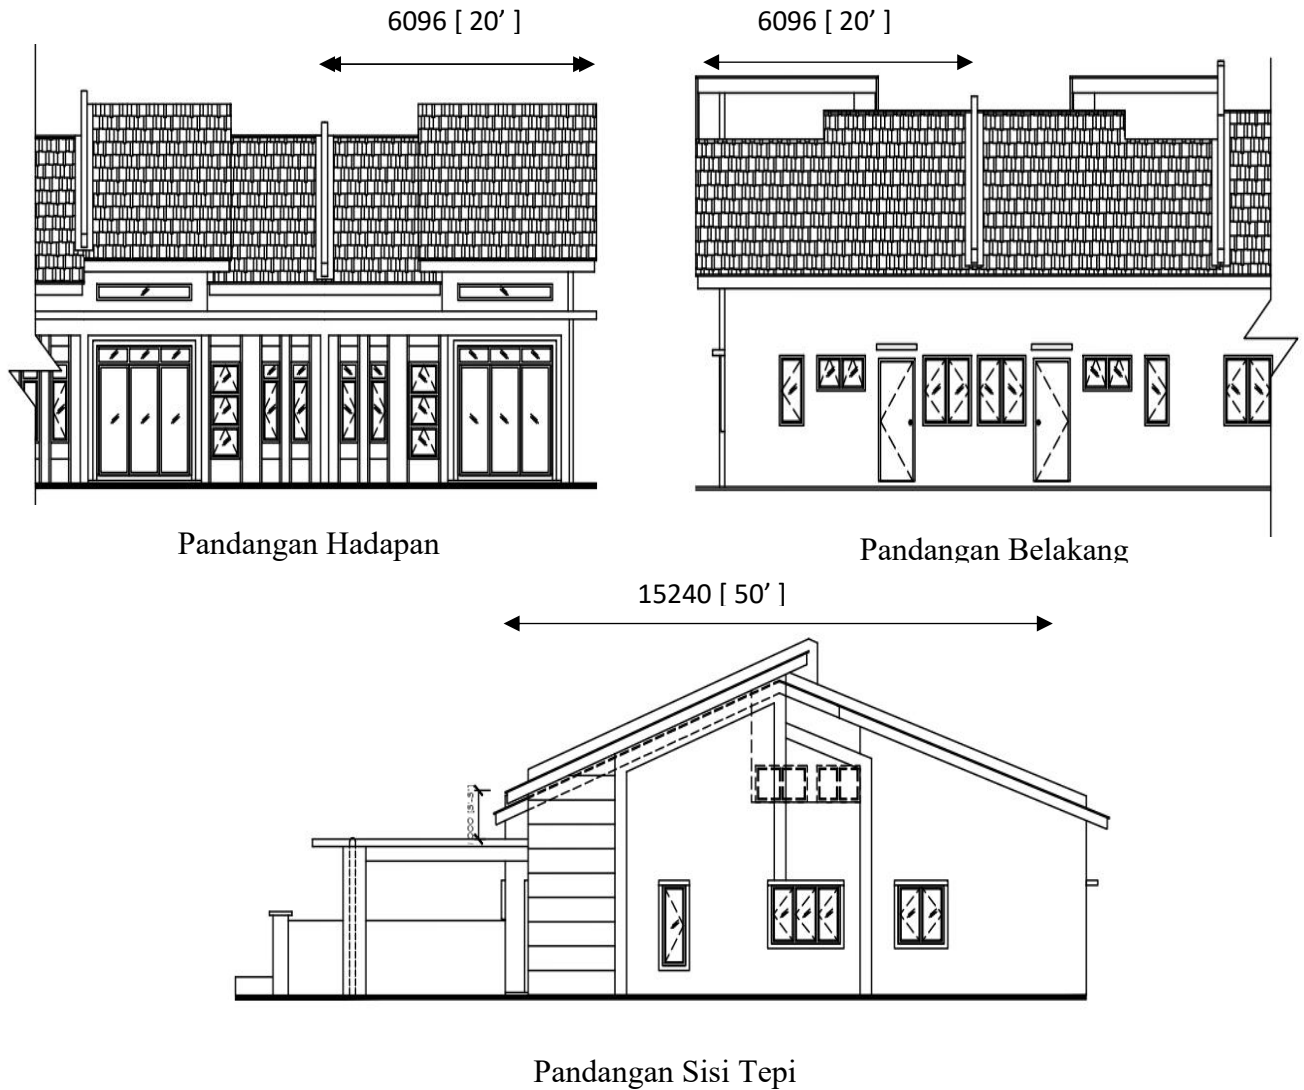 6096 [ 20’ ]
6096 [ 20’ ]
Pandangan Hadapan
Pandangan Belakang
15240 [ 50’ ]
Pandangan Sisi Tepi